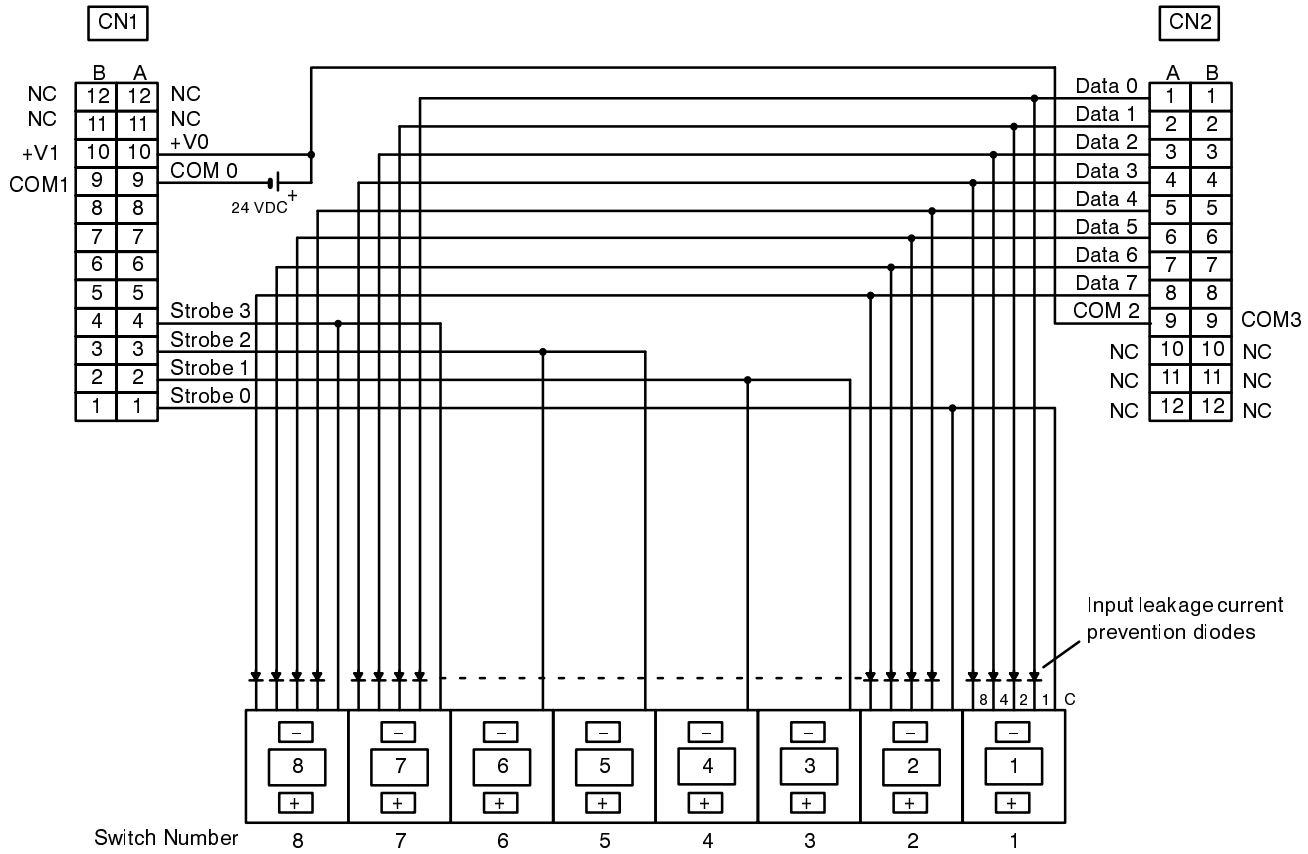 CN1
CN2
B A
A B
NC 12 12 NC
NC 11 11 NC
+V1 10 10 +V0
COM1 9 9 COM 0
24 VDC +
8 8
7 7
6 6
5 5
4 4 Strobe 3
3 3 Strobe 2
2 2 Strobe 1
1 1 Strobe 0
Data 0 1 1
Data 1 2 2
Data 2 3 3
Data 3 4 4
Data 4 5 5
Data 5 6 6
Data 6 7 7
Data 7 8 8
COM 2 9 9 COM3
NC 10 10 NC
NC 11 11 NC
NC 12 12 NC
Input leakage current
prevention diodes
8 4 2 1 C
– – – – – – – –
8 7 6 5 4 3 2 1
+ + + + + + + +
Switch Number 8 7 6 5 4 3 2 1